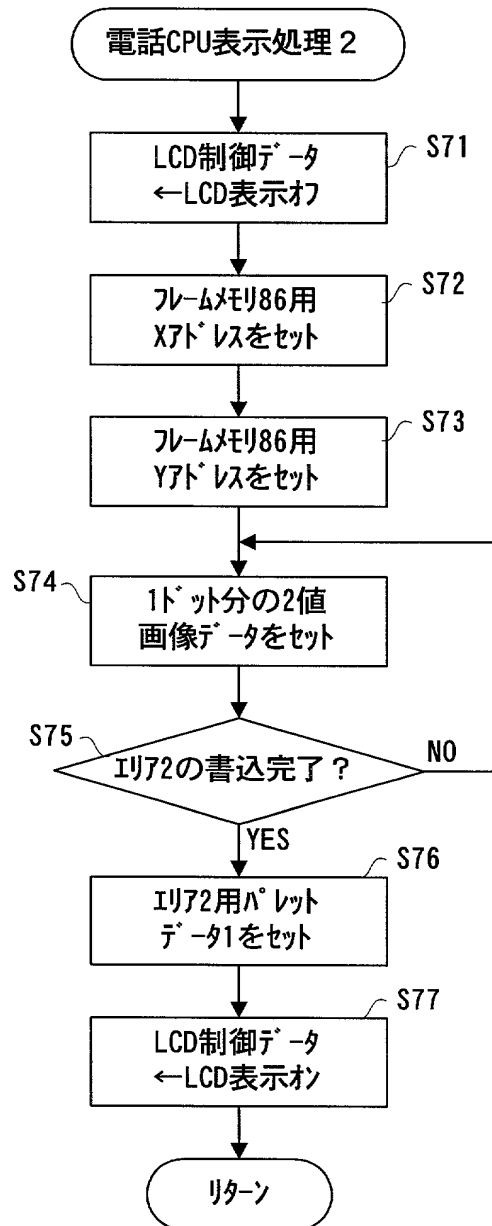 電話CPU表示処理2
S71
LCD制御ﾃﾞｰﾀ
←LCD表示ｵﾌ
S72
ﾌﾚｰﾑﾒﾓﾘ86用
Xｱﾄﾞﾚｽをｾｯﾄ
S73
ﾌﾚｰﾑﾒﾓﾘ86用
Yｱﾄﾞﾚｽをｾｯﾄ
S74
1ﾄﾞｯﾄ分の2値
画像ﾃﾞｰﾀをｾｯﾄ
S75
ｴﾘｱ2の書込完了?
NO
YES
S76
ｴﾘｱ2用ﾊﾟﾚｯﾄ
ﾃﾞｰﾀ1をｾｯﾄ
S77
LCD制御ﾃﾞｰﾀ
←LCD表示ｵﾝ
ﾘﾀｰﾝ